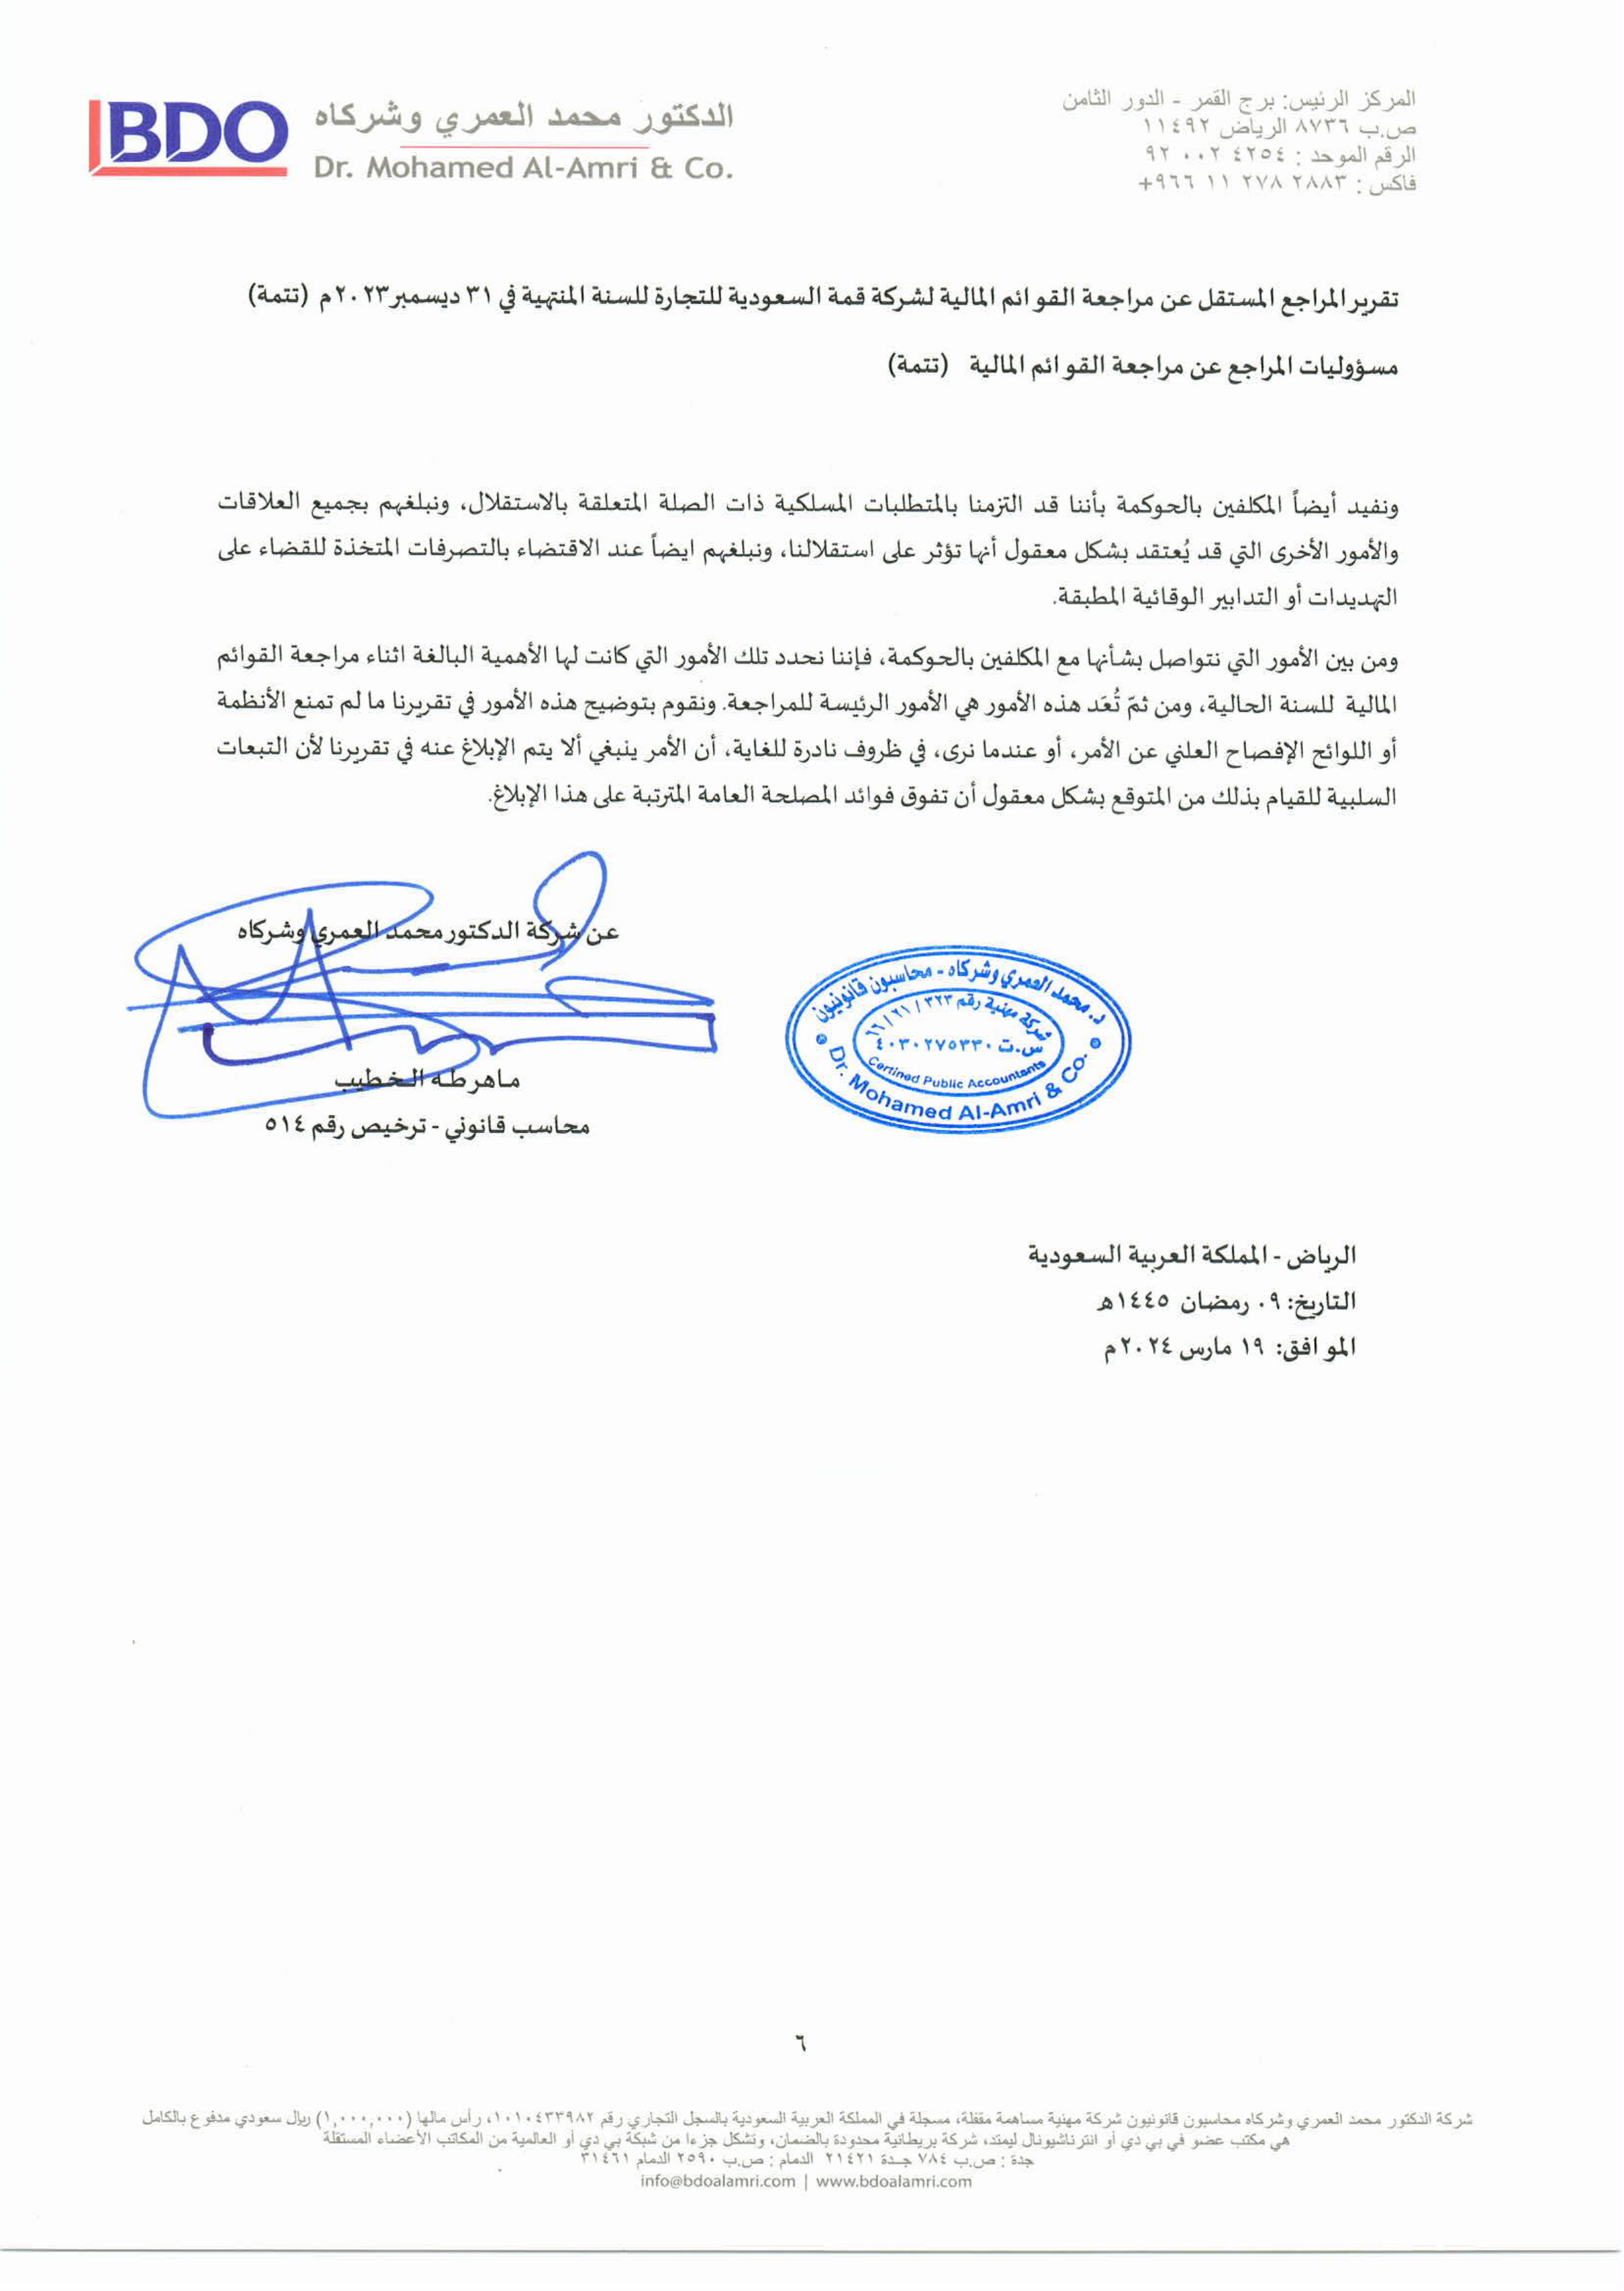 BDO
الدكتور محمد العمري وشركاه
Dr. Mohamed Al-Amri & Co.
المركز الرئيس: برج القمر - الدور الثامن
ص.ب ٨٧٣٦ الرياض ١١٤٩٢
الرقم الموحد : ٤٢٥٤ ٠٠٢ ٩٢
فاكس : ٢٨٨٣ ٢٧٨ ١١ ٩٦٦+
تقرير المراجع المستقل عن مراجعة القوائم المالية لشركة قمة السعودية للتجارة للسنة المنتهية في ٣١ ديسمبر ٢٠٢٣م (تتمة)
مسؤوليات المراجع عن مراجعة القوائم المالية (تتمة)
ونفيد أيضاً المكلفين بالحوكمة بأننا قد التزمنا بالمتطلبات المسلكية ذات الصلة المتعلقة بالاستقلال، ونبلغهم بجميع العلاقات
والأمور الأخرى التي قد يُعتقد بشكل معقول أنها تؤثر على استقلالنا، ونبلغهم ايضاً عند الاقتضاء بالتصرفات المتخذة للقضاء على
التهديدات أو التدابير الوقائية المطبقة.
ومن بين الأمور التي نتواصل بشأنها مع المكلفين بالحوكمة، فإننا نحدد تلك الأمور التي كانت لها الأهمية البالغة اثناء مراجعة القوائم
المالية للسنة الحالية، ومن ثمّ تُعَد هذه الأمور هي الأمور الرئيسة للمراجعة. ونقوم بتوضيح هذه الأمور في تقريرنا ما لم تمنع الأنظمة
أو اللوائح الإفصاح العلني عن الأمر، أو عندما نرى، في ظروف نادرة للغاية، أن الأمر ينبغي ألا يتم الإبلاغ عنه في تقريرنا لأن التبعات
السلبية للقيام بذلك من المتوقع بشكل معقول أن تفوق فوائد المصلحة العامة المترتبة على هذا الإبلاغ.
عن شركة الدكتور محمد العمري وشركاه
د. محمد العمري وشركاه - محاسبون قانونيون
شركة مهنية رقم ٣٢٣ / ٦٦/٢١
س.ت ٤٠٣٠٢٧٥٣٣٠
Certified Public Accountants
Dr. Mohamed Al-Amri & Co.
ماهر طه الخطيب
محاسب قانوني - ترخيص رقم ٥١٤
الرياض - المملكة العربية السعودية
التاريخ: ٠٩ رمضان ١٤٤٥هـ
الموافق: ١٩ مارس ٢٠٢٤م
٦
شركة الدكتور محمد العمري وشركاه محاسبون قانونيون شركة مهنية مساهمة مقفلة، مسجلة في المملكة العربية السعودية بالسجل التجاري رقم ١٠١٠٤٣٣٩٨٢، رأس مالها (١,٠٠٠,٠٠٠) ريال سعودي مدفوع بالكامل
هي مكتب عضو في بي دي أو انترناشيونال ليمتد، شركة بريطانية محدودة بالضمان، وتشكل جزءا من شبكة بي دي أو العالمية من المكاتب الأعضاء المستقلة
جدة : ص.ب ٧٨٤ جدة ٢١٤٢١ الدمام : ص.ب ٢٥٩٠ الدمام ٣١٤٦١
info@bdoalamri.com | www.bdoalamri.com